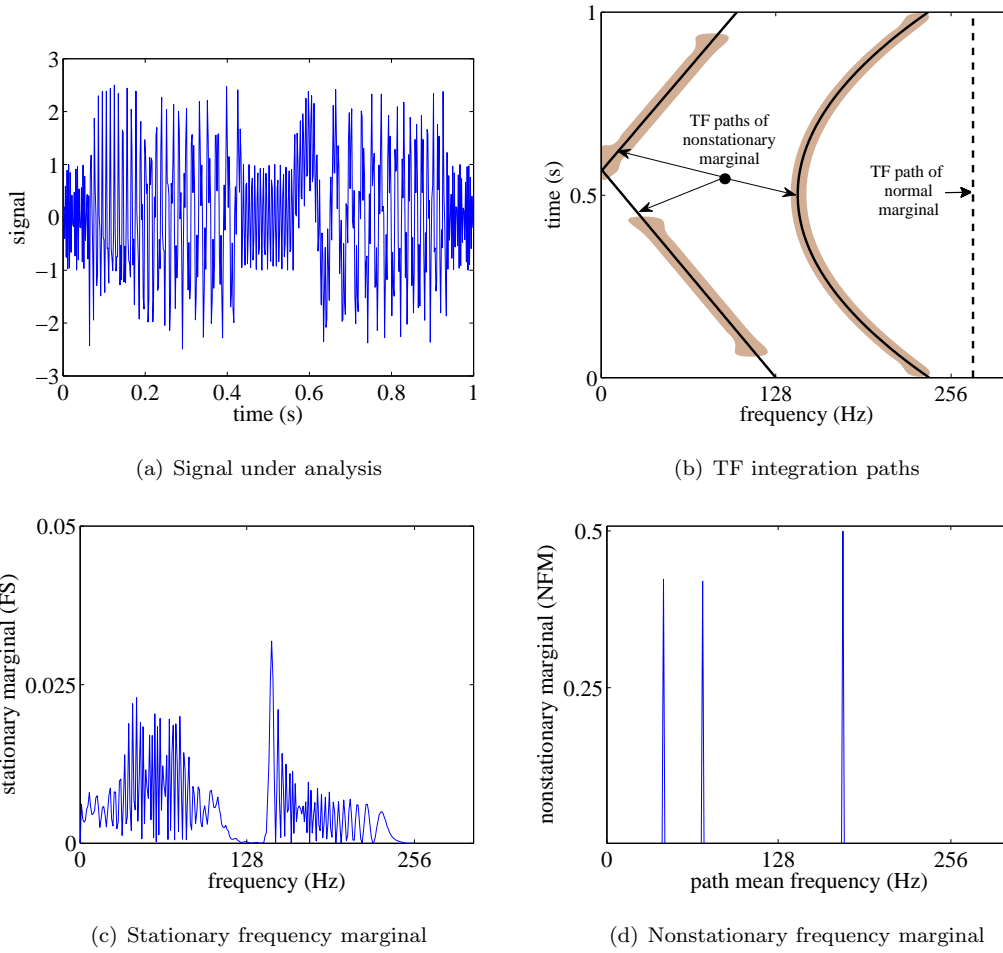 3
2
1
0
−1
−2
−3
0
0.2
0.4
0.6
0.8
1
signal
time (s)
(a) Signal under analysis
1
0.5
0
0
128
256
time (s)
frequency (Hz)
TF paths of
nonstationary
marginal
TF path of
normal
marginal
(b) TF integration paths
0.05
0.025
0
0
128
256
stationary marginal (FS)
frequency (Hz)
(c) Stationary frequency marginal
0.5
0.25
0
128
256
nonstationary marginal (NFM)
path mean frequency (Hz)
(d) Nonstationary frequency marginal